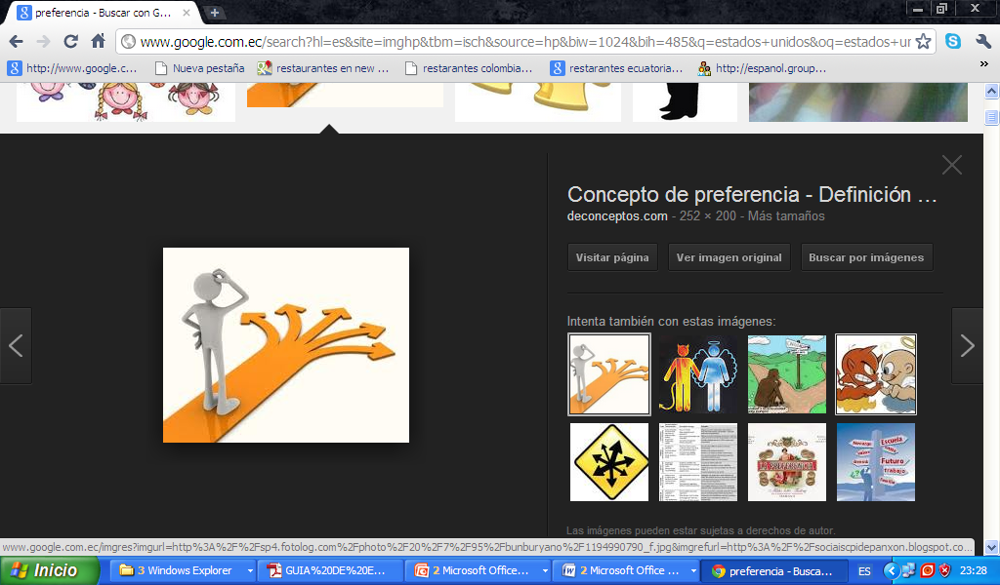 preferencia - Buscar con G...
www.google.com.ec/search?hl=es&site=imghp&tbm=isch&source=hp&biw=1024&bih=485&q=estados+unidos&oq=estados+ur
http://www.google.c...
Nueva pestaña
restaurantes en new ...
restarantes colombia...
restarantes ecuatoria...
http://espanol.group...
Concepto de preferencia - Definición ...
deconceptos.com - 252 × 200 - Más tamaños
Visitar página
Ver imagen original
Buscar por imágenes
Intenta también con estas imágenes:
Escuela
Futuro
Trabajo
Familia
Las imágenes pueden estar sujetas a derechos de autor.
www.google.com.ec/imgres?imgurl=http%3A%2F%2Fsp4.fotolog.com%2Fphoto%2F20%2F7%2F95%2Fbunburyano%2F1194990790_f.jpg&imgrefurl=http%3A%2F%2Fsociaiscpidepanxon.blogspot.co...
Inicio
3 Windows Explorer
GUIA%20DE%20E...
2 Microsoft Office...
2 Microsoft Office ...
preferencia - Busca...
ES
23:28